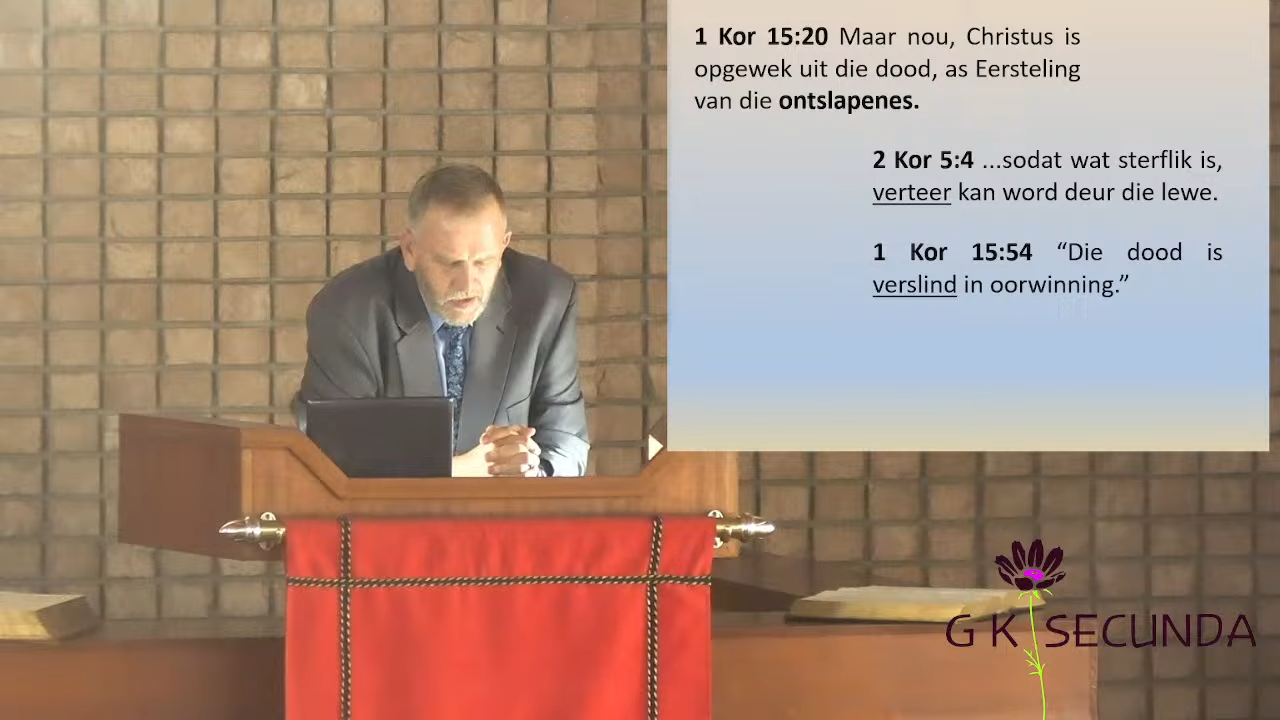 1 Kor 15:20 Maar nou, Christus is
opgewek uit die dood, as Eersteling
van die ontslapenes.
2 Kor 5:4 ...sodat wat sterflik is,
verteer kan word deur die lewe.
1 Kor 15:54 “Die dood is
verslind in oorwinning.”
GK SECUNDA